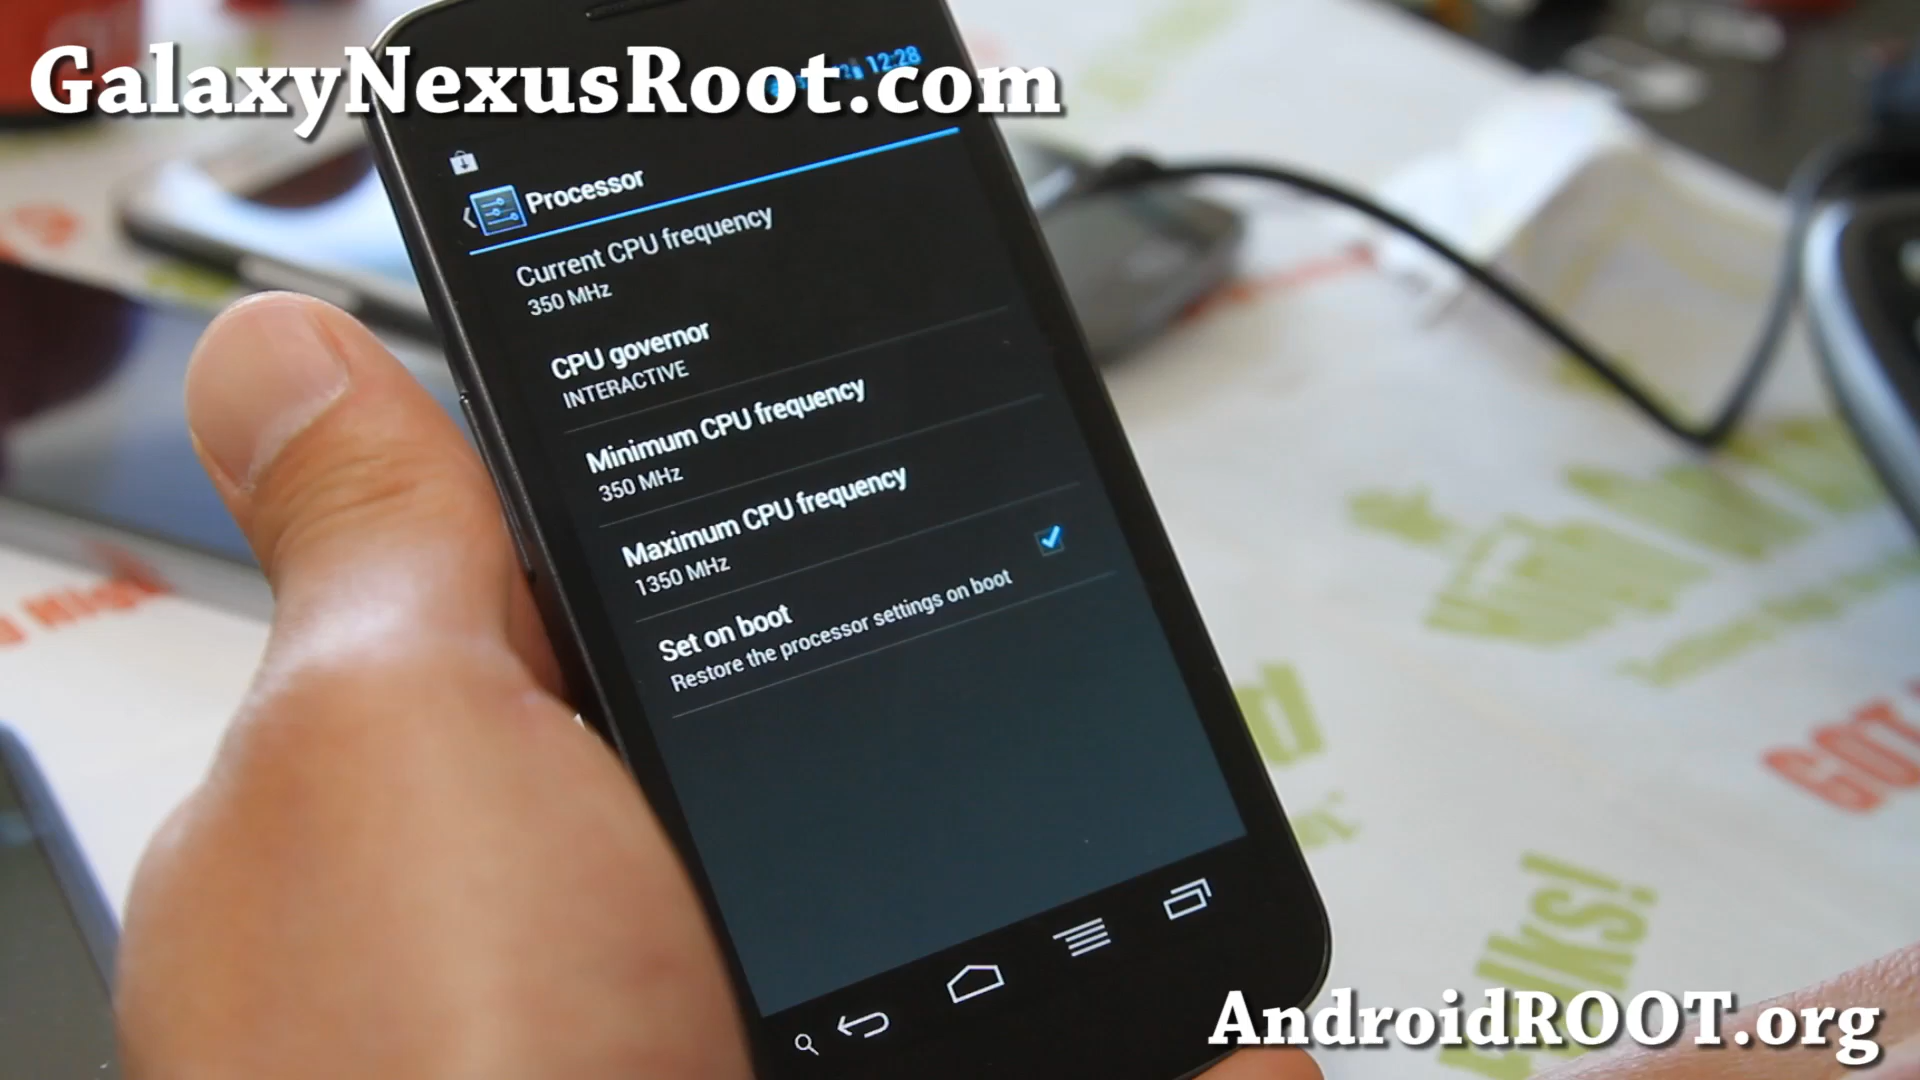 GalaxyNexusRoot.com
12:28
Processor
Current CPU frequency
350 MHz
CPU governor
INTERACTIVE
Minimum CPU frequency
350 MHz
Maximum CPU frequency
1350 MHz
Set on boot
Restore the processor settings on boot
GOT
AndroidROOT.org